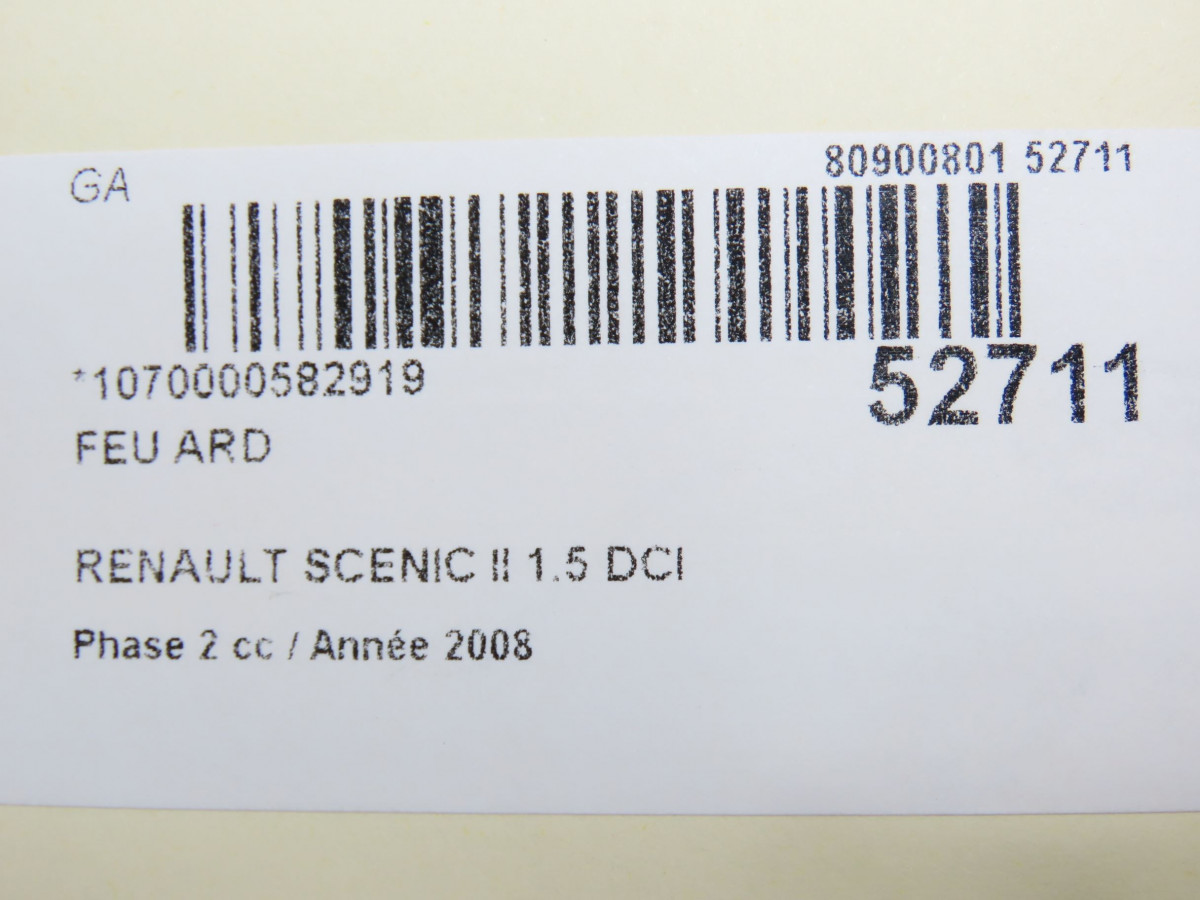 GA
80900801 52711
*1070000582919
52711
FEU ARD
RENAULT SCENIC II 1.5 DCI
Phase 2 cc / Année 2008